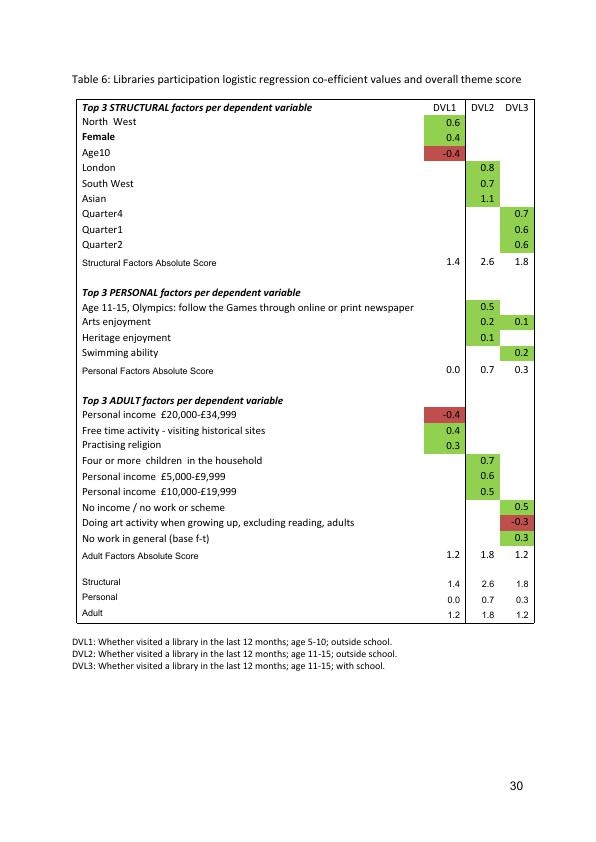 Table 6: Libraries participation logistic regression co-efficient values and overall theme score
Top 3 STRUCTURAL factors per dependent variable DVL1 DVL2 DVL3
North West 0.6
Female 0.4
Age10 -0.4
London 0.8
South West 0.7
Asian 1.1
Quarter4 0.7
Quarter1 0.6
Quarter2 0.6
Structural Factors Absolute Score 1.4 2.6 1.8
Top 3 PERSONAL factors per dependent variable
Age 11-15, Olympics: follow the Games through online or print newspaper 0.5
Arts enjoyment 0.2 0.1
Heritage enjoyment 0.1
Swimming ability 0.2
Personal Factors Absolute Score 0.0 0.7 0.3
Top 3 ADULT factors per dependent variable
Personal income £20,000-£34,999 -0.4
Free time activity - visiting historical sites 0.4
Practising religion 0.3
Four or more children in the household 0.7
Personal income £5,000-£9,999 0.6
Personal income £10,000-£19,999 0.5
No income / no work or scheme 0.5
Doing art activity when growing up, excluding reading, adults -0.3
No work in general (base f-t) 0.3
Adult Factors Absolute Score 1.2 1.8 1.2
Structural 1.4 2.6 1.8
Personal 0.0 0.7 0.3
Adult 1.2 1.8 1.2
DVL1: Whether visited a library in the last 12 months; age 5-10; outside school.
DVL2: Whether visited a library in the last 12 months; age 11-15; outside school.
DVL3: Whether visited a library in the last 12 months; age 11-15; with school.
30